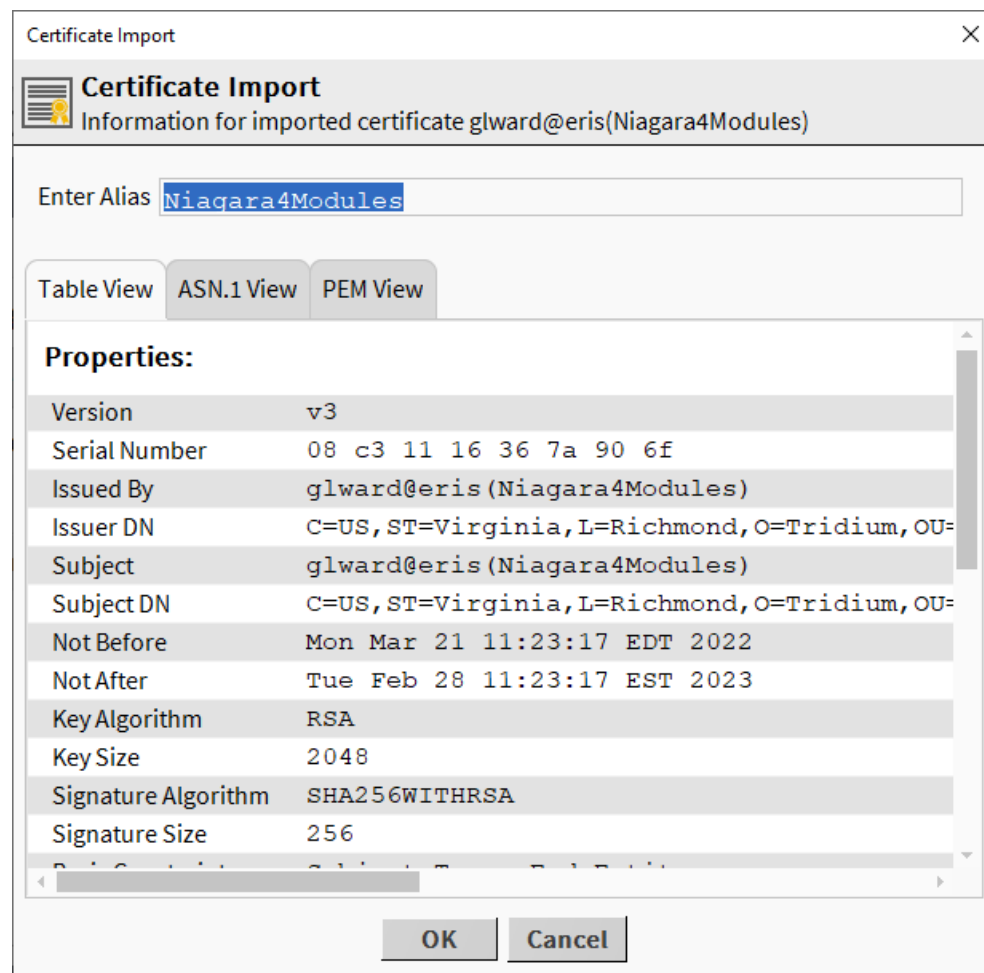 Certificate Import
Certificate Import
Information for imported certificate glward@eris(Niagara4Modules)
Enter Alias Niagara4Modules
Table View ASN.1 View PEM View
Properties:
Version v3
Serial Number 08 c3 11 16 36 7a 90 6f
Issued By glward@eris(Niagara4Modules)
Issuer DN C=US,ST=Virginia,L=Richmond,O=Tridium,OU=
Subject glward@eris(Niagara4Modules)
Subject DN C=US,ST=Virginia,L=Richmond,O=Tridium,OU=
Not Before Mon Mar 21 11:23:17 EDT 2022
Not After Tue Feb 28 11:23:17 EST 2023
Key Algorithm RSA
Key Size 2048
Signature Algorithm SHA256WITHRSA
Signature Size 256
OK Cancel